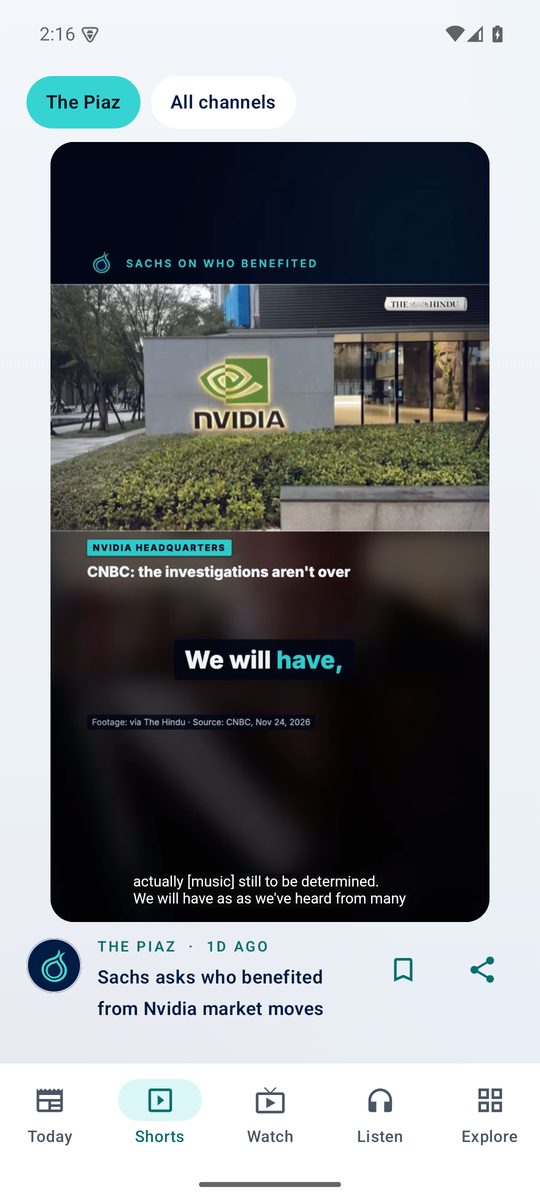 2:16
The Piaz
All channels
SACHS ON WHO BENEFITED
THE HINDU
NVIDIA
NVIDIA HEADQUARTERS
CNBC: the investigations aren't over
We will have,
Footage: via The Hindu · Source: CNBC, Nov 24, 2026
actually [music] still to be determined.
We will have as as we've heard from many
THE PIAZ · 1D AGO
Sachs asks who benefited
from Nvidia market moves
Today
Shorts
Watch
Listen
Explore